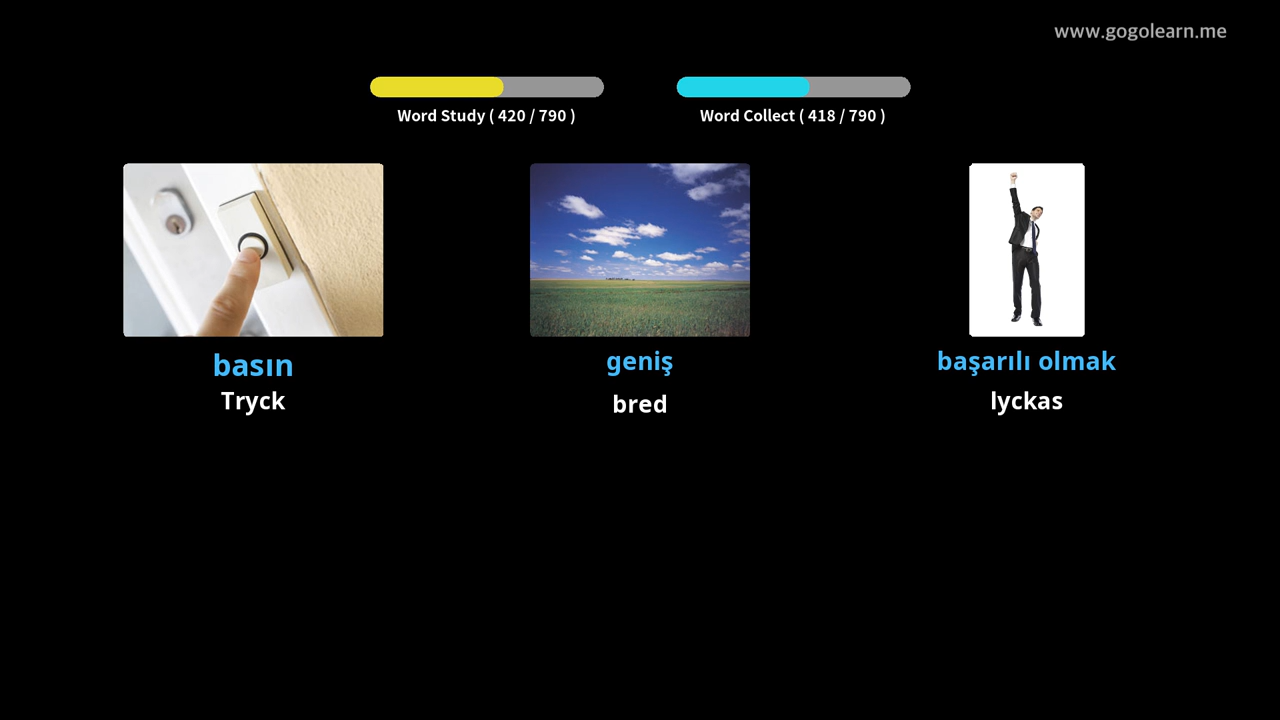 www.gogolearn.me
Word Study ( 420 / 790 )
Word Collect ( 418 / 790 )
basın
Tryck
geniş
bred
başarılı olmak
lyckas